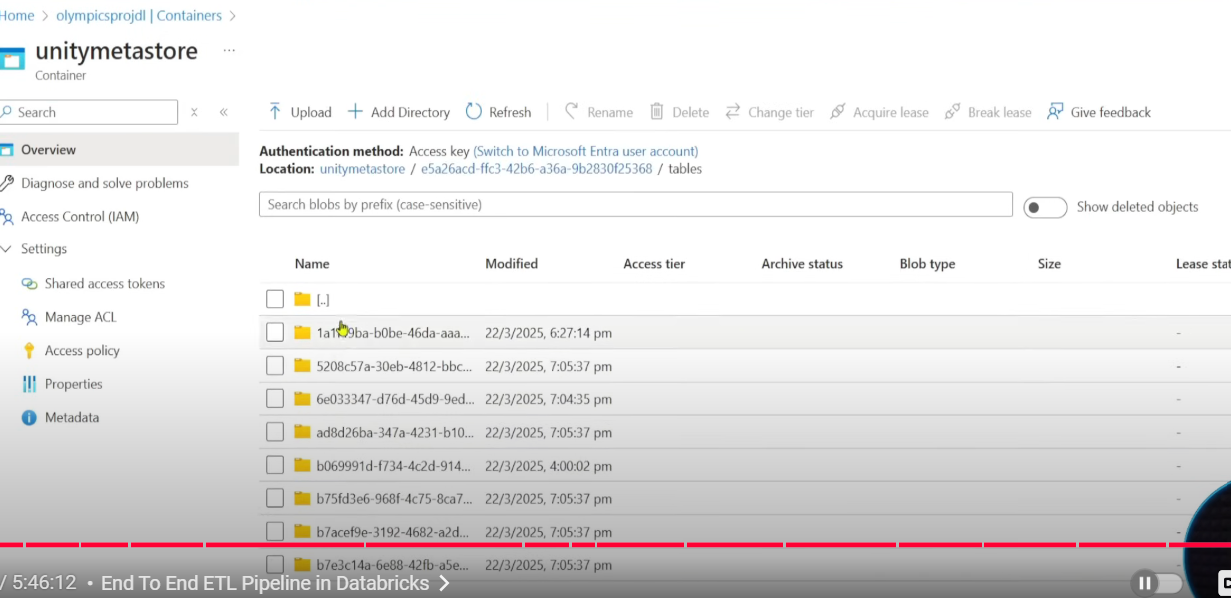 Home > olympicsprojdl | Containers >
unitymetastore ...
Container
Search
Upload Add Directory Refresh Rename Delete Change tier Acquire lease Break lease Give feedback
Overview
Diagnose and solve problems
Access Control (IAM)
Settings
Shared access tokens
Manage ACL
Access policy
Properties
Metadata
Authentication method: Access key (Switch to Microsoft Entra user account)
Location: unitymetastore / e5a26acd-ffc3-42b6-a36a-9b2830f25368 / tables
Search blobs by prefix (case-sensitive)
Show deleted objects
Name Modified Access tier Archive status Blob type Size Lease stat
[..]
22/3/2025, 6:27:14 pm -
5208c57a-30eb-4812-bbc... 22/3/2025, 7:05:37 pm -
6e033347-d76d-45d9-9ed... 22/3/2025, 7:04:35 pm -
ad8d26ba-347a-4231-b10... 22/3/2025, 7:05:37 pm -
b069991d-f734-4c2d-914... 22/3/2025, 4:00:02 pm -
b75fd3e6-968f-4c75-8ca7... 22/3/2025, 7:05:37 pm -
b7acef9e-3192-4682-a2d... 22/3/2025, 7:05:37 pm -
b7e3c14a-6e88-42fb-a5e... 22/3/2025, 7:05:37 pm -
/ 5:46:12 • End To End ETL Pipeline in Databricks >